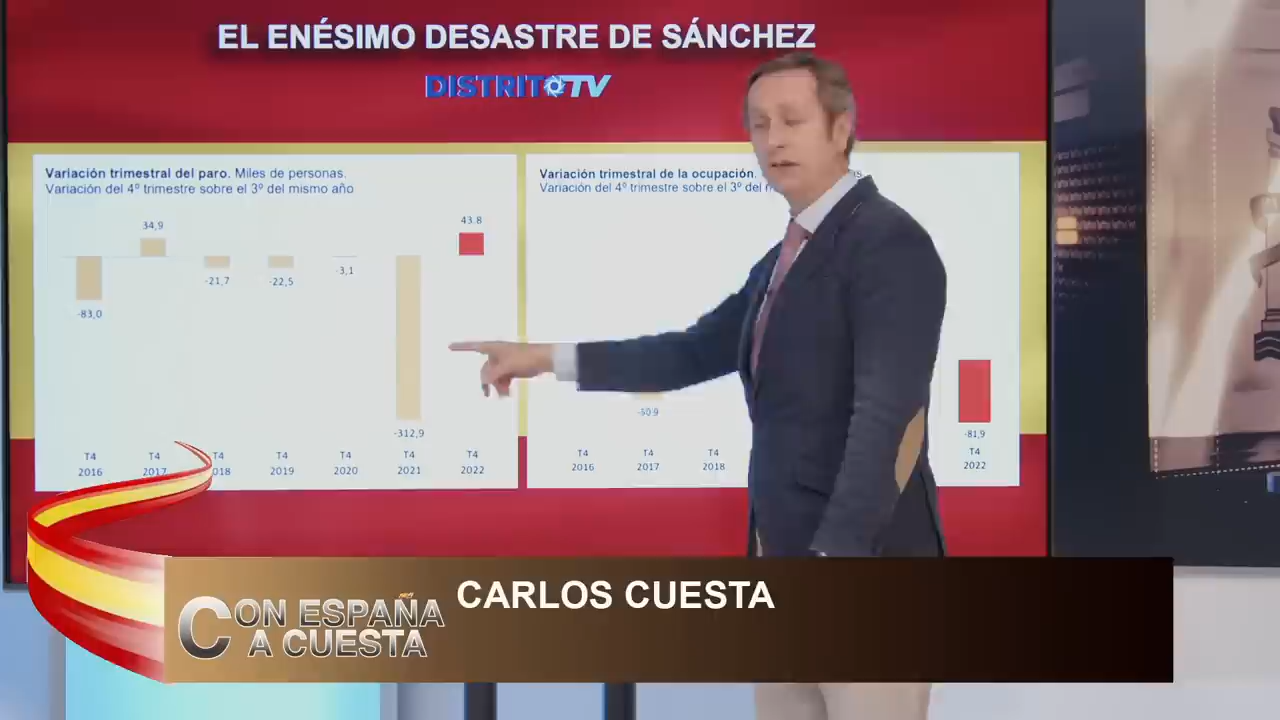 EL ENÉSIMO DESASTRE DE SÁNCHEZ
DISTRITOTV
Variación trimestral del paro. Miles de personas.
Variación del 4º trimestre sobre el 3º del mismo año
34,9
43.8
-83,0
-21,7
-22,5
-3,1
-312,9
T4 T4 T4 T4 T4 T4
2016 2017 018 2019 2020 2021 2022
Variación trimestral de la ocupación.
Variación del 4º trimestre sobre el 3º del
-50,9
-81,9
T4 T4 T4 T4
2016 2017 2018 2022
CARLOS CUESTA
CON ESPAÑA
A CUESTA